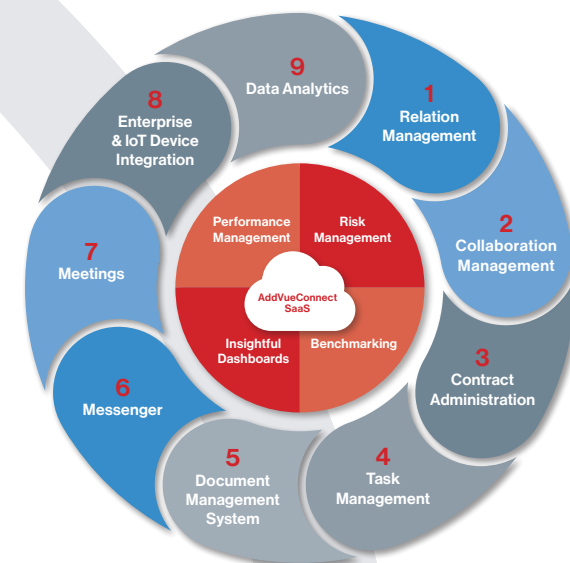 1
Relation
Management
2
Collaboration
Management
3
Contract
Administration
4
Task
Management
5
Document
Management
System
6
Messenger
7
Meetings
8
Enterprise
& IoT Device
Integration
9
Data Analytics
Performance
Management
Risk
Management
AddVueConnect
SaaS
Insightful
Dashboards
Benchmarking